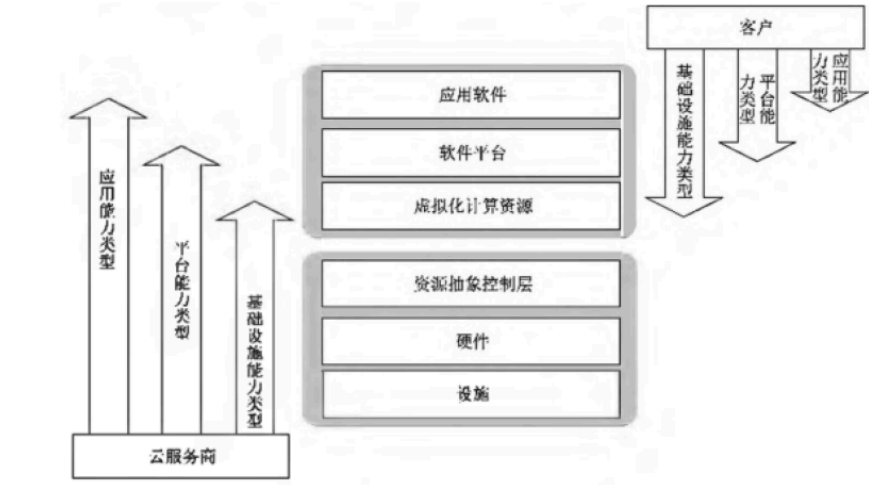 客户
应用能
力类型
平台能
力类型
基础设施能力类型
应用软件
软件平台
虚拟化计算资源
资源抽象控制层
硬件
设施
应用能力类型
平台能力类型
基础设施能力类型
云服务商